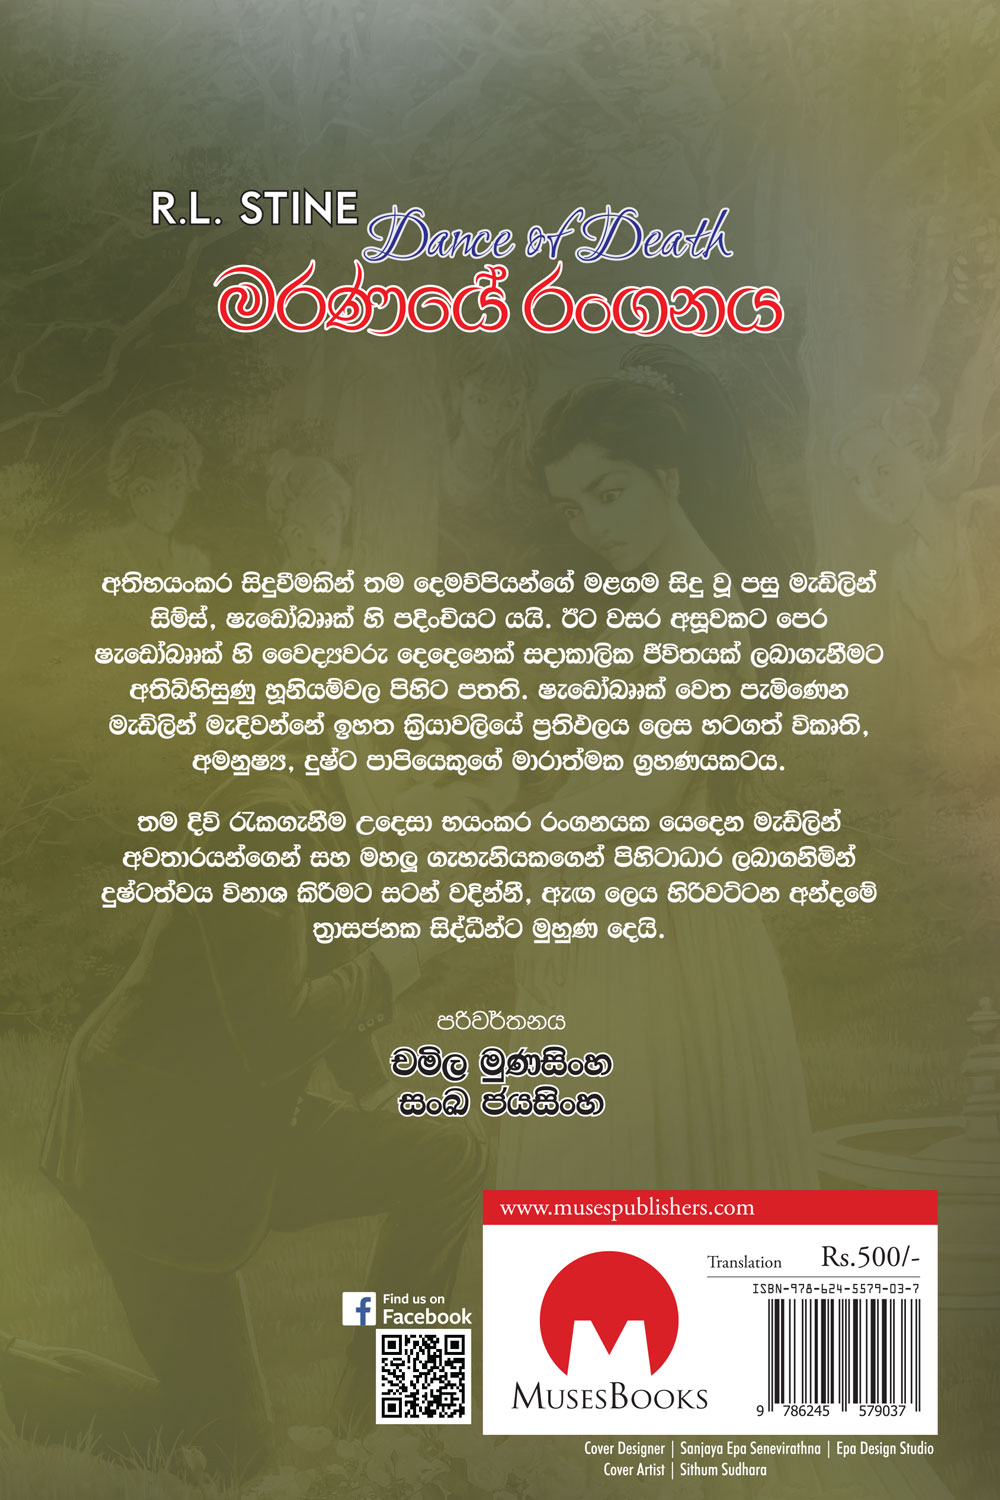 R.L. STINE
Dance of Death
මරණයේ රංගනය
අතිභයංකර සිදුවීමකින් තම දෙමව්පියන්ගේ මළගම සිදු වූ පසු මැඩ්ලින්
සිම්ස්, ෂැඩෝබෲක් හි පදිංචියට යයි. ඊට වසර අසූවකට පෙර
ෂැඩෝබෲක් හි වෛද්‍යවරු දෙදෙනෙක් සදාකාලික ජීවිතයක් ලබාගැනීමට
අතිබිහිසුණු හූනියම්වල පිහිට පතති. ෂැඩෝබෲක් වෙත පැමිණෙන
මැඩ්ලින් මැදිවන්නේ ඉහත ක්‍රියාවලියේ ප්‍රතිඵලය ලෙස හටගත් විකෘති,
අමනුෂ්‍ය, දුෂ්ට පාපියෙකුගේ මාරාත්මක ග්‍රහණයකටය.
තම දිවි රැකගැනීම උදෙසා භයංකර රංගනයක යෙදෙන මැඩ්ලින්
අවතාරයන්ගෙන් සහ මහලු ගැහැනියකගෙන් පිහිටාධාර ලබාගනිමින්
දුෂ්ටත්වය විනාශ කිරීමට සටන් වදින්නී, ඇඟ ලෙය හිරිවට්ටන අන්දමේ
ත්‍රාසජනක සිද්ධීන්ට මුහුණ දෙයි.
පරිවර්තනය
චමිල මුණසිංහ
සංඛ ජයසිංහ
www.musespublishers.com
Translation Rs.500/-
ISBN-978-624-5579-03-7
9 786245 579037
MUSESBOOKS
Find us on
Facebook
Cover Designer | Sanjaya Epa Senevirathna | Epa Design Studio
Cover Artist | Sithum Sudhara